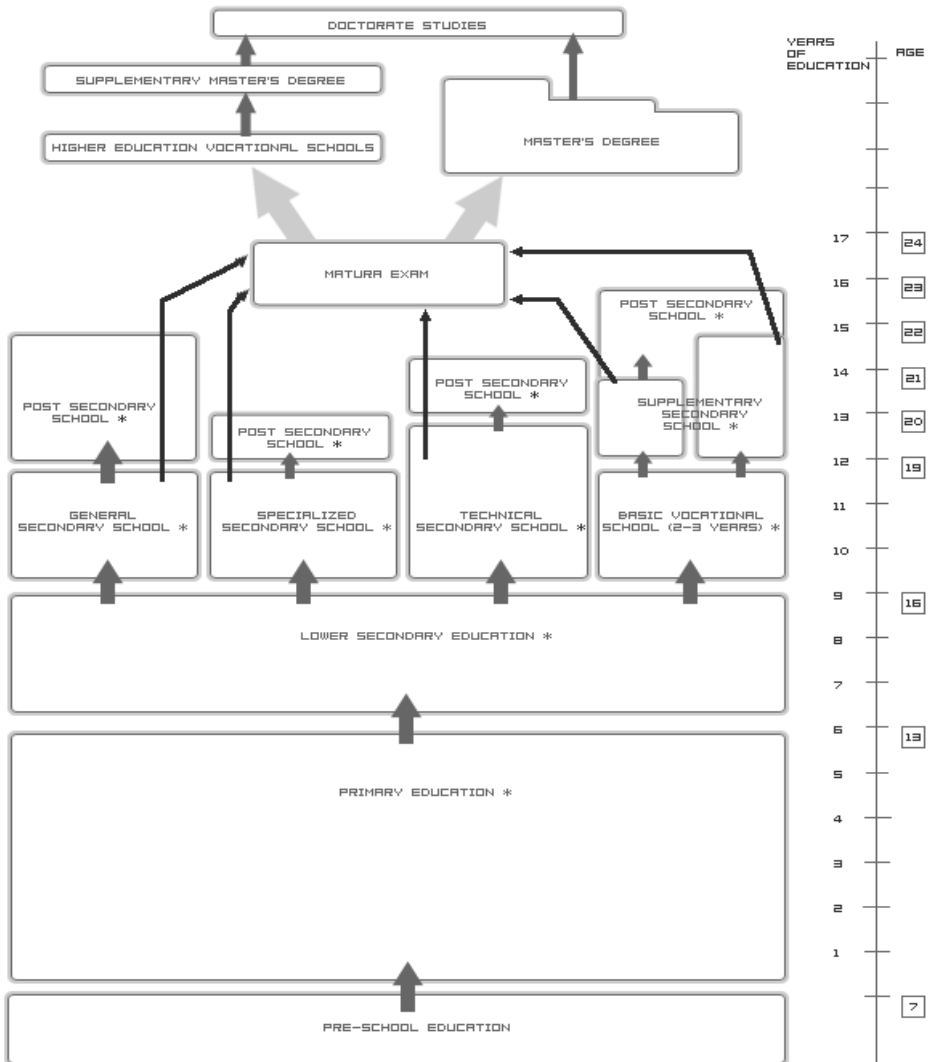 DOCTORATE STUDIES
YEARS
OF
EDUCATION
AGE
SUPPLEMENTARY MASTER'S DEGREE
HIGHER EDUCATION VOCATIONAL SCHOOLS
MASTER'S DEGREE
17
24
MATURA EXAM
16
23
POST SECONDARY
SCHOOL *
15
22
14
21
POST SECONDARY
SCHOOL *
POST SECONDARY
SCHOOL *
SUPPLEMENTARY
SECONDARY
SCHOOL *
13
20
POST SECONDARY
SCHOOL *
12
19
11
GENERAL
SECONDARY SCHOOL *
SPECIALIZED
SECONDARY SCHOOL *
TECHNICAL
SECONDARY SCHOOL *
BASIC VOCATIONAL
SCHOOL (2-3 YEARS) *
10
9
16
LOWER SECONDARY EDUCATION *
8
7
6
13
5
PRIMARY EDUCATION *
4
3
2
1
7
PRE-SCHOOL EDUCATION